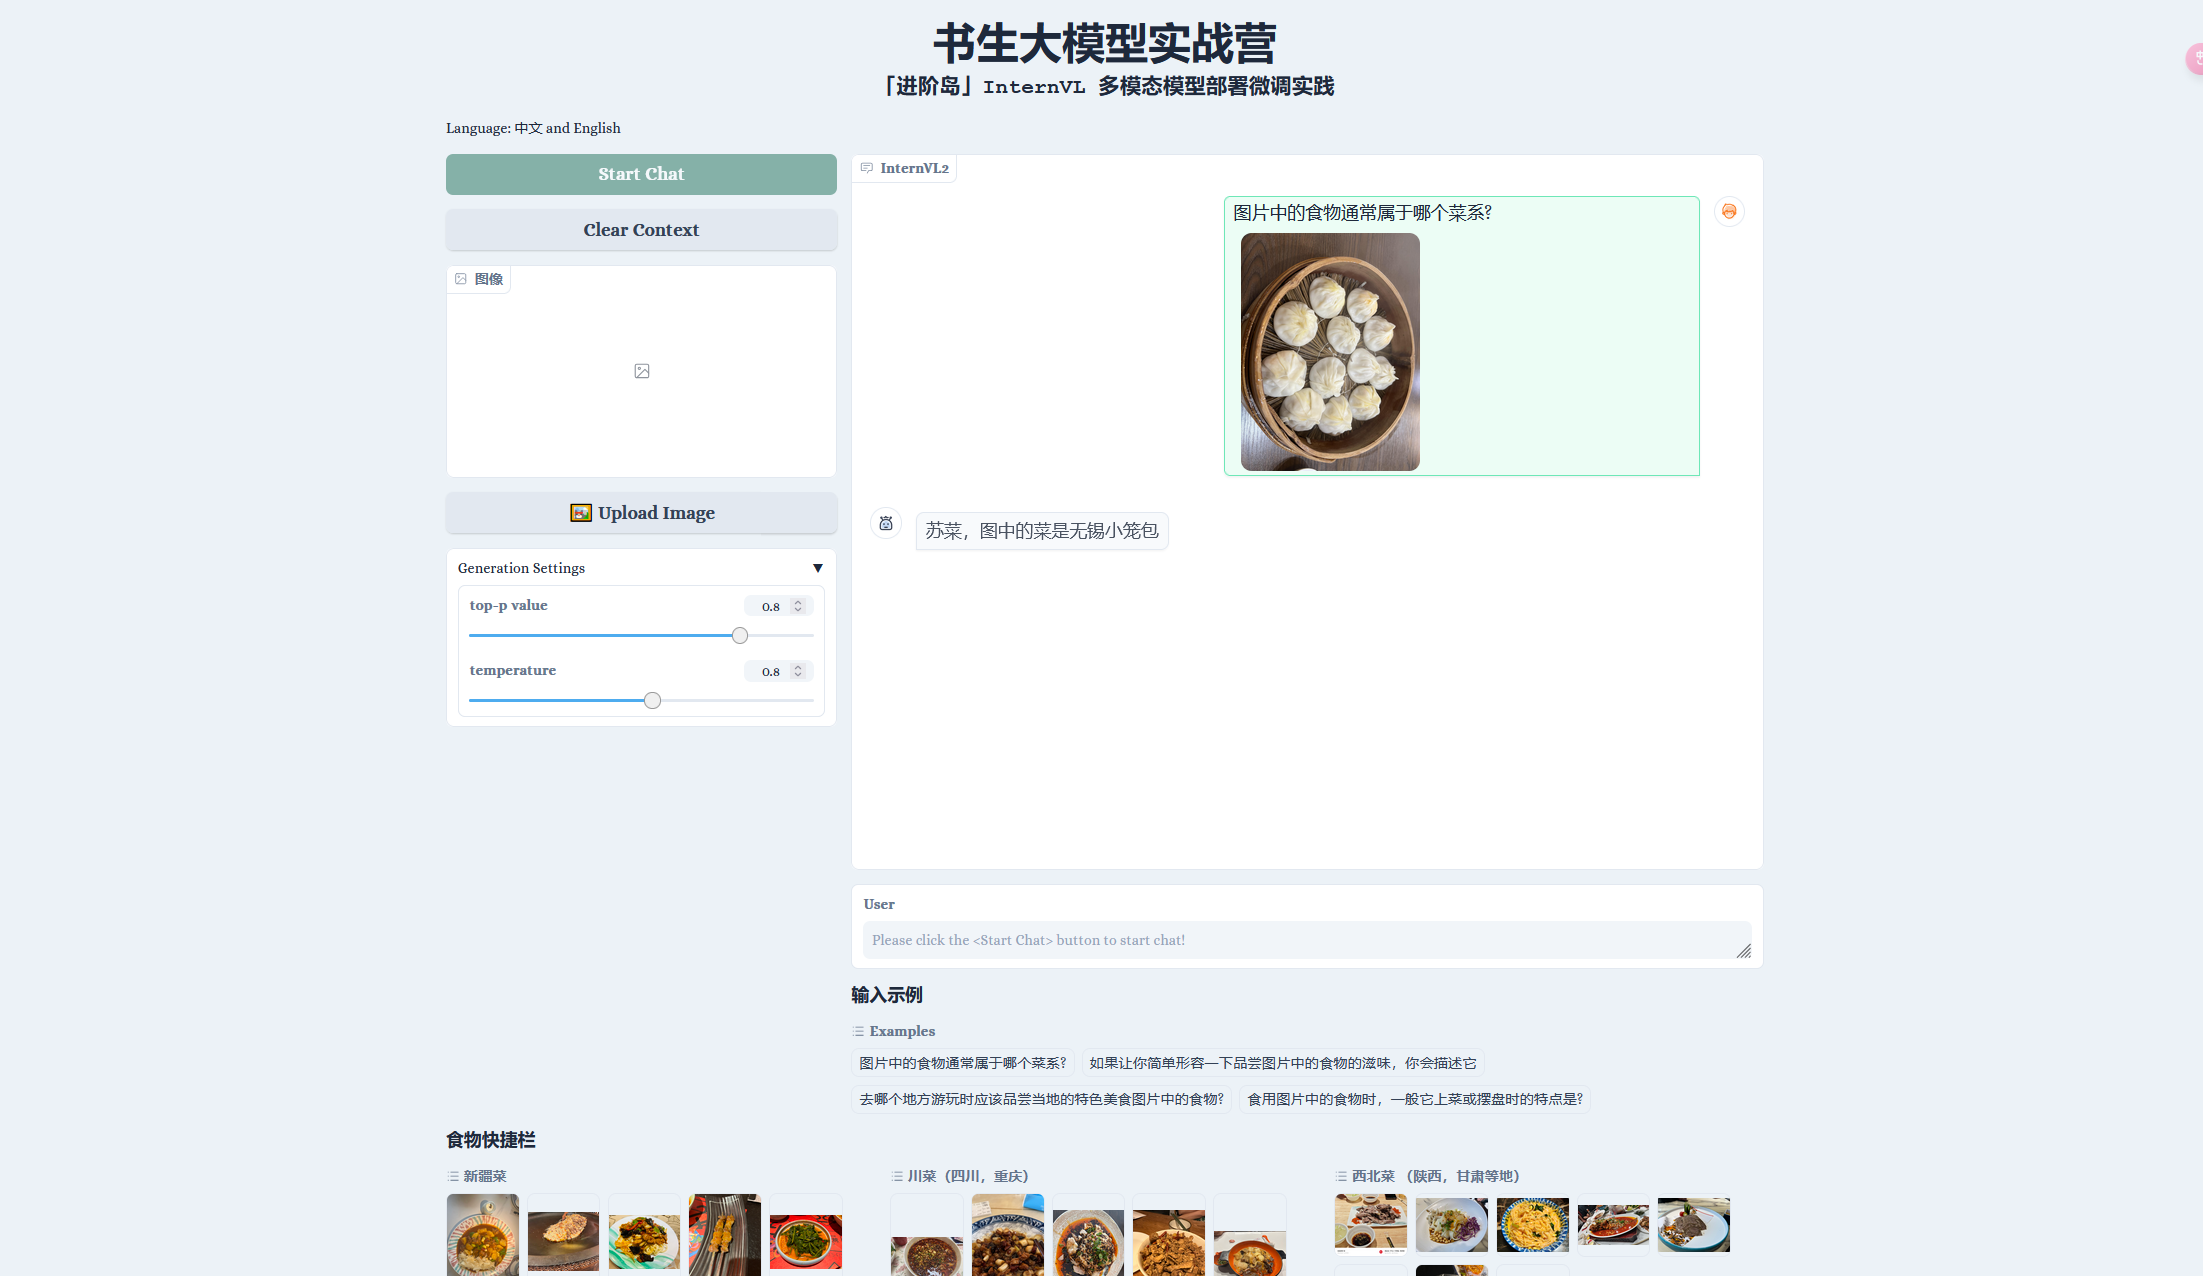 书生大模型实战营
「进阶岛」InternVL 多模态模型部署微调实践
Language: 中文 and English
Start Chat
Clear Context
图像
Upload Image
Generation Settings
top-p value
0.8
temperature
0.8
InternVL2
图片中的食物通常属于哪个菜系?
苏菜，图中的菜是无锡小笼包
User
Please click the <Start Chat> button to start chat!
输入示例
Examples
图片中的食物通常属于哪个菜系?
如果让你简单形容一下品尝图片中的食物的滋味，你会描述它
去哪个地方游玩时应该品尝当地的特色美食图片中的食物?
食用图片中的食物时，一般它上菜或摆盘时的特点是?
食物快捷栏
新疆菜
川菜（四川，重庆）
西北菜 （陕西，甘肃等地）